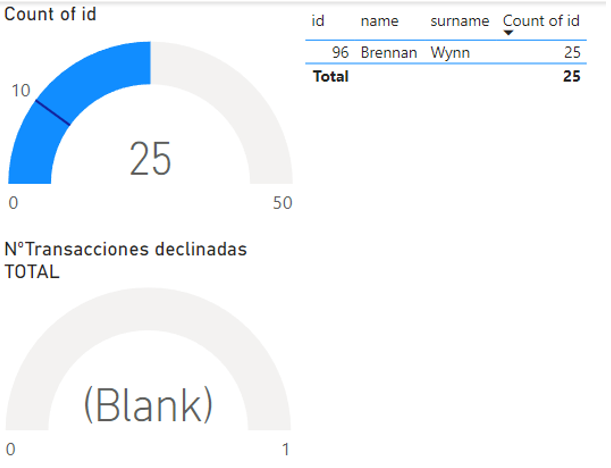 Count of id
10
25
0
50
id name surname Count of id
96 Brennan Wynn 25
Total 25
N°Transacciones declinadas
TOTAL
(Blank)
0
1